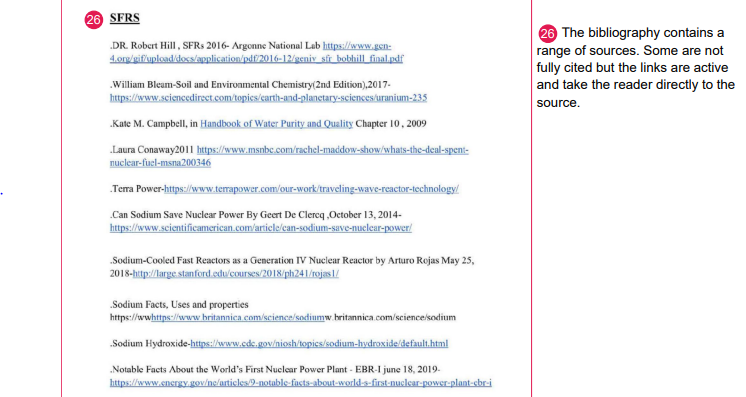 26 SFRS
.DR. Robert Hill , SFRs 2016- Argonne National Lab https://www.gen-
4.org/gif/upload/docs/application/pdf/2016-12/geniv_sfr_bobhill_final.pdf
.William Bleam-Soil and Environmental Chemistry(2nd Edition),2017-
https://www.sciencedirect.com/topics/earth-and-planetary-sciences/uranium-235
.Kate M. Campbell, in Handbook of Water Purity and Quality Chapter 10 , 2009
.Laura Conaway2011 https://www.msnbc.com/rachel-maddow-show/whats-the-deal-spent-
nuclear-fuel-msna200346
.Terra Power-https://www.terrapower.com/our-work/traveling-wave-reactor-technology/
.Can Sodium Save Nuclear Power By Geert De Clercq ,October 13, 2014-
https://www.scientificamerican.com/article/can-sodium-save-nuclear-power/
.Sodium-Cooled Fast Reactors as a Generation IV Nuclear Reactor by Arturo Rojas May 25,
2018-http://large.stanford.edu/courses/2018/ph241/rojas1/
.Sodium Facts, Uses and properties
https://wwhttps://www.britannica.com/science/sodiumw.britannica.com/science/sodium
.Sodium Hydroxide-https://www.cdc.gov/niosh/topics/sodium-hydroxide/default.html
.Notable Facts About the World's First Nuclear Power Plant - EBR-I june 18, 2019-
https://www.energy.gov/ne/articles/9-notable-facts-about-world-s-first-nuclear-power-plant-ebr-i
26 The bibliography contains a
range of sources. Some are not
fully cited but the links are active
and take the reader directly to the
source.